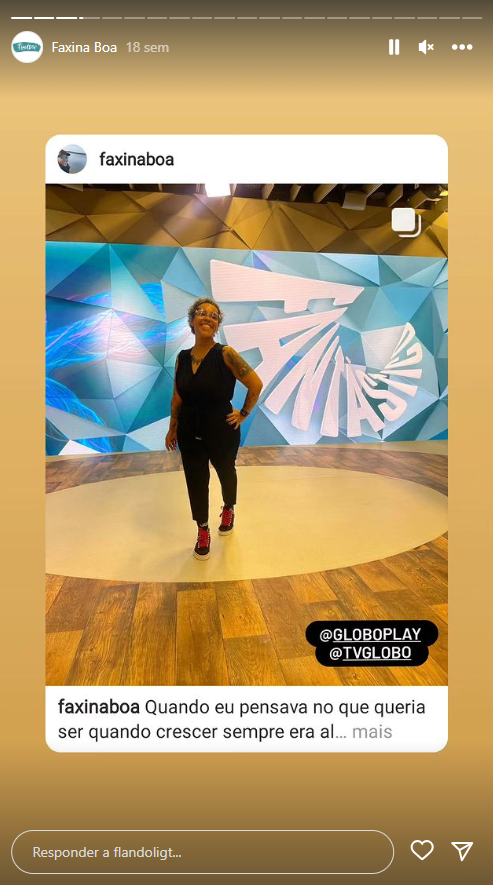 Faxina Boa 18 sem
faxinaboa
FANTÁSTICO
@GLOBOPLAY
@TVGLOBO
faxinaboa Quando eu pensava no que queria
ser quando crescer sempre era al... mais
Responder a flandoligt...